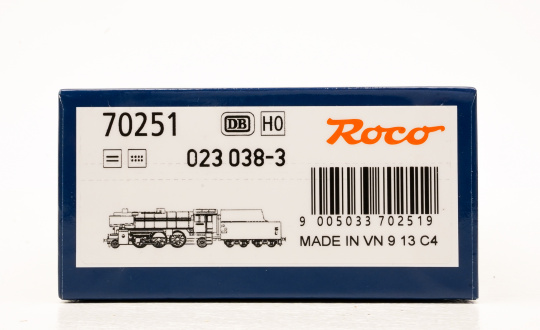 70251 DB H0 Roco
023 038-3
9 005033 702519
MADE IN VN 9 13 C4